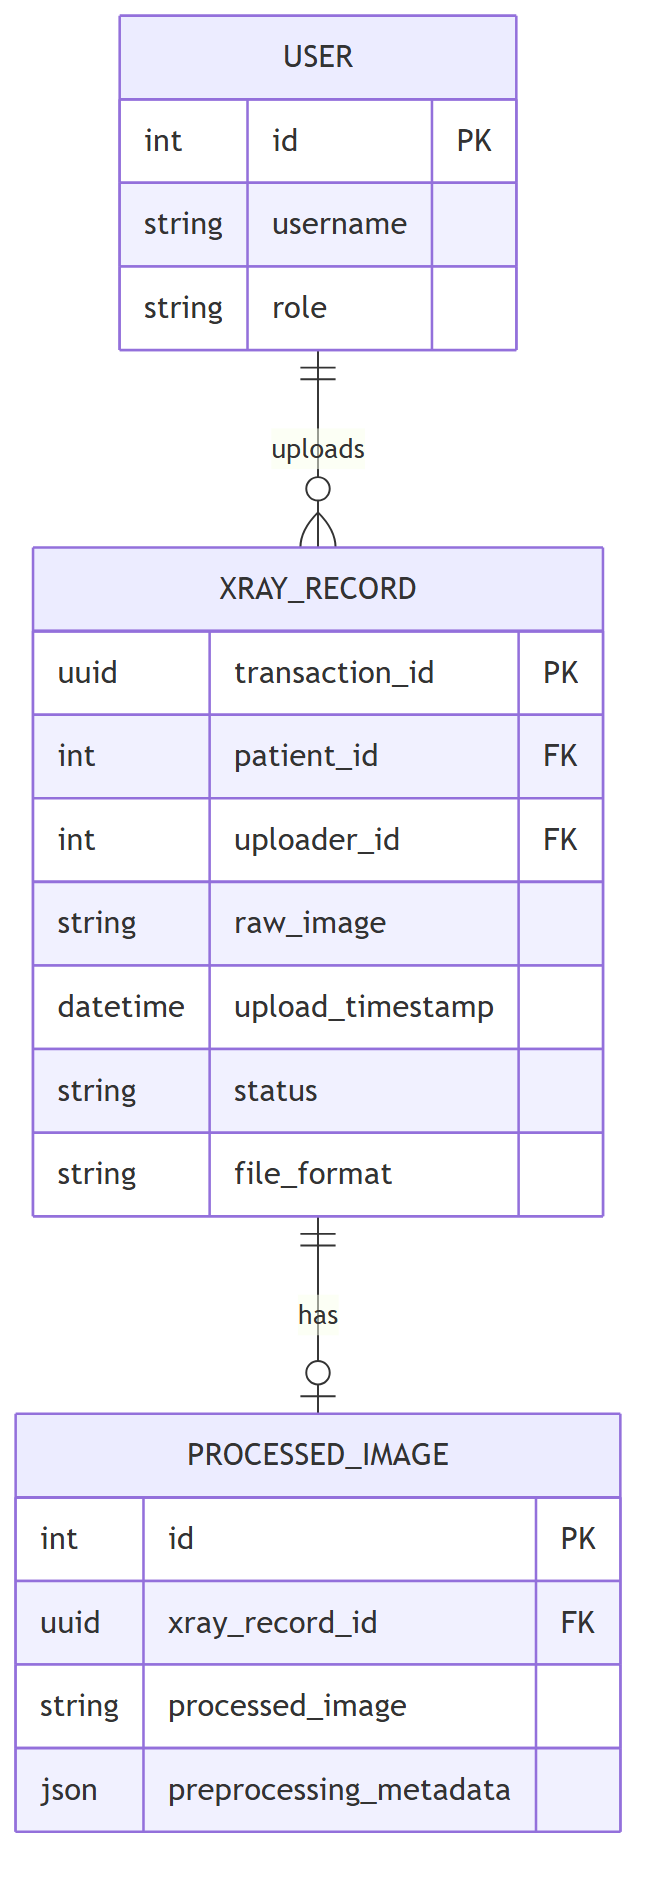 USER
int id PK
string username
string role
uploads
XRAY_RECORD
uuid transaction_id PK
int patient_id FK
int uploader_id FK
string raw_image
datetime upload_timestamp
string status
string file_format
has
PROCESSED_IMAGE
int id PK
uuid xray_record_id FK
string processed_image
json preprocessing_metadata